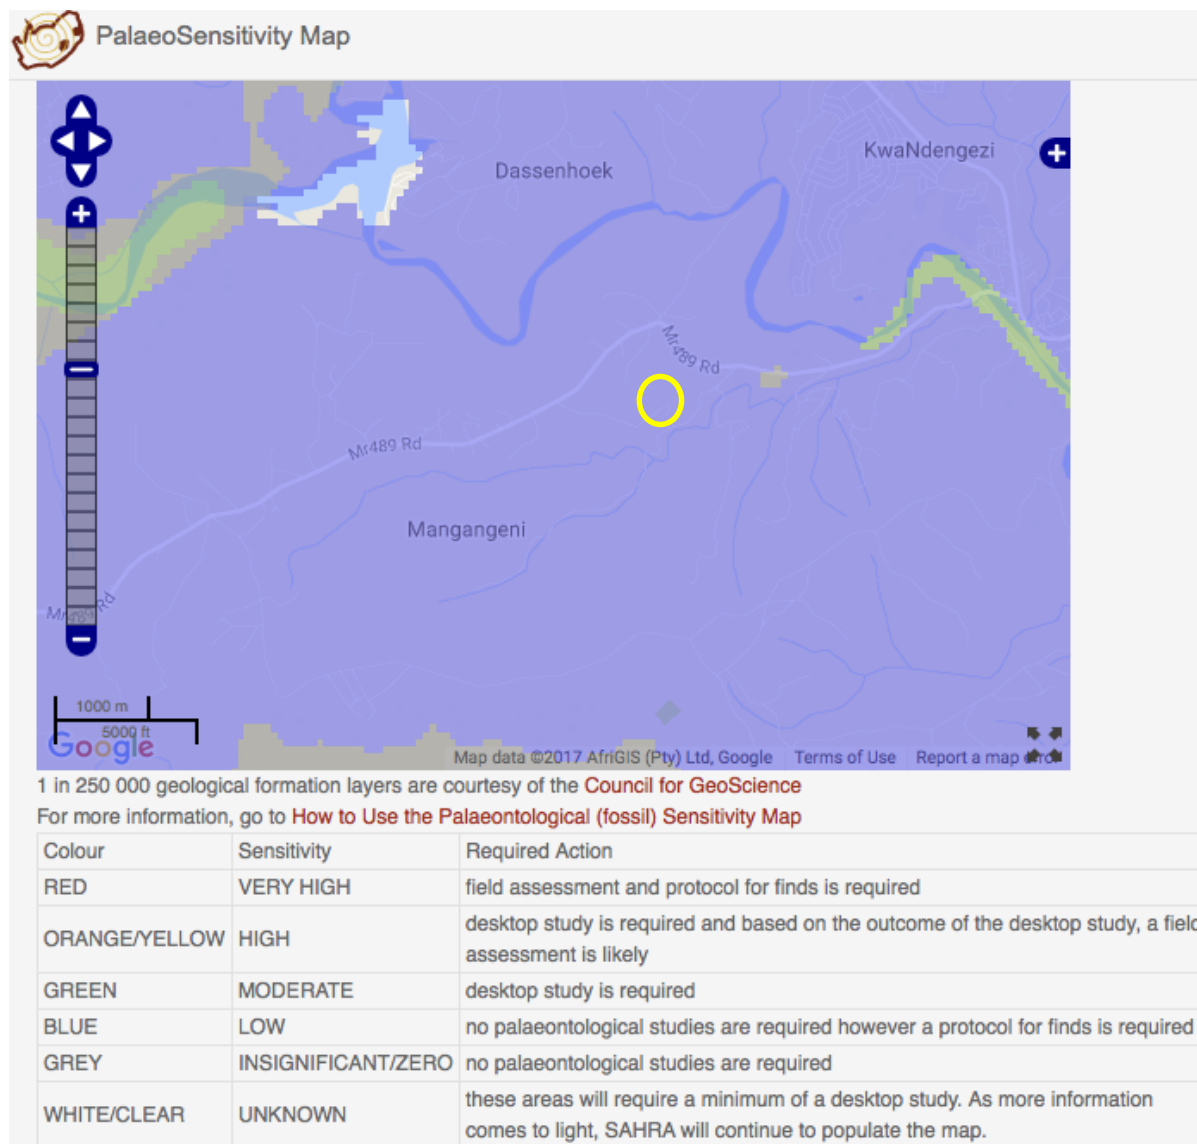 PalaeoSensitivity Map
Dassenhoek
KwaNdengezi
Mr489 Rd
Mr489 Rd
Mangangeni
Mr489 Rd
1000 m
5000 ft
Google
Map data ©2017 AfriGIS (Pty) Ltd, Google Terms of Use Report a map error
1 in 250 000 geological formation layers are courtesy of the Council for GeoScience
For more information, go to How to Use the Palaeontological (fossil) Sensitivity Map
Colour Sensitivity Required Action
RED VERY HIGH field assessment and protocol for finds is required
ORANGE/YELLOW HIGH desktop study is required and based on the outcome of the desktop study, a field
assessment is likely
GREEN MODERATE desktop study is required
BLUE LOW no palaeontological studies are required however a protocol for finds is required
GREY INSIGNIFICANT/ZERO no palaeontological studies are required
WHITE/CLEAR UNKNOWN these areas will require a minimum of a desktop study. As more information
comes to light, SAHRA will continue to populate the map.